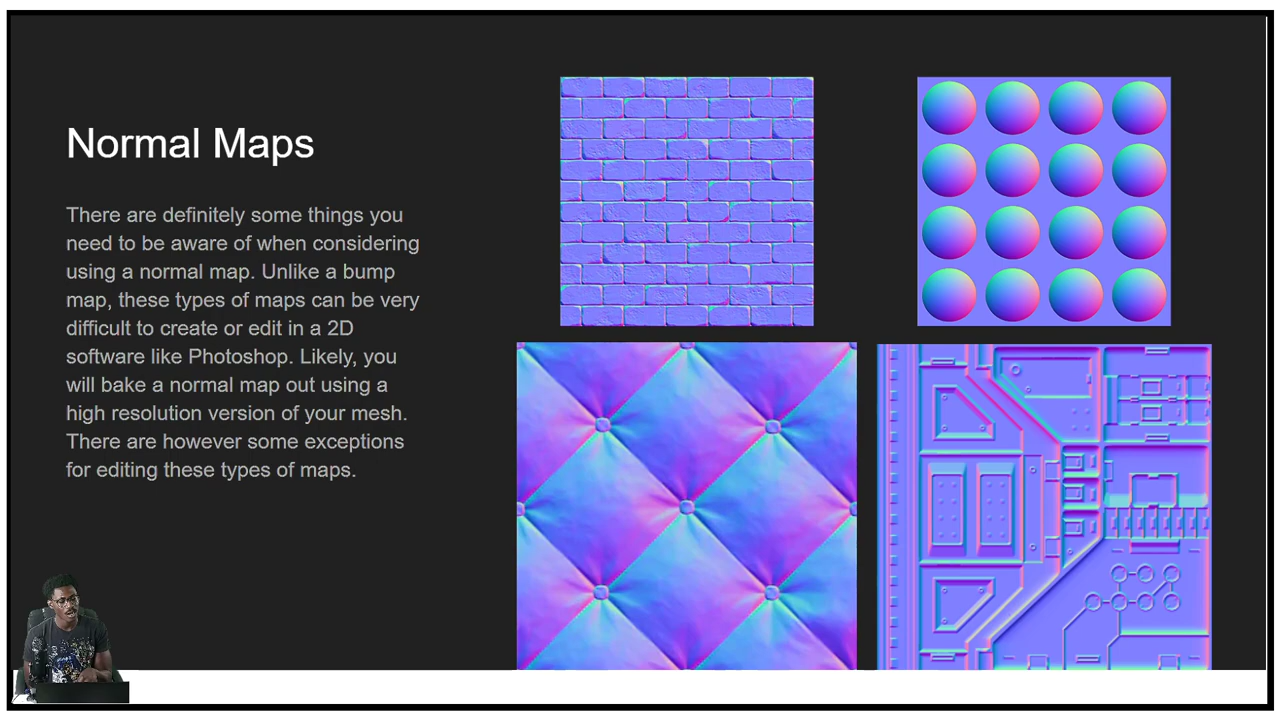 Normal Maps
There are definitely some things you
need to be aware of when considering
using a normal map. Unlike a bump
map, these types of maps can be very
difficult to create or edit in a 2D
software like Photoshop. Likely, you
will bake a normal map out using a
high resolution version of your mesh.
There are however some exceptions
for editing these types of maps.